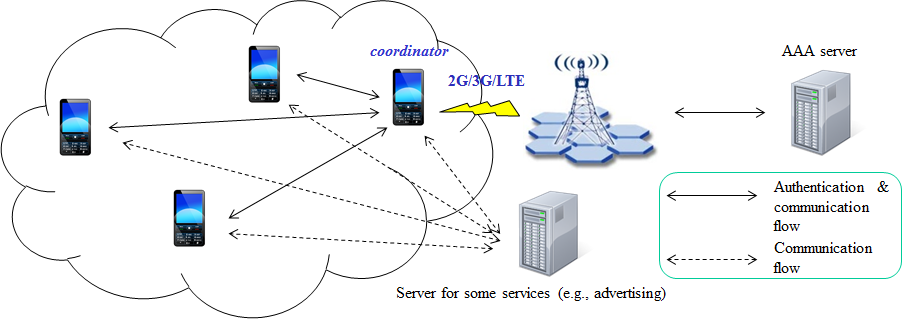 coordinator
AAA server
2G/3G/LTE
Authentication &
communication
flow
Communication
flow
Server for some services (e.g., advertising)